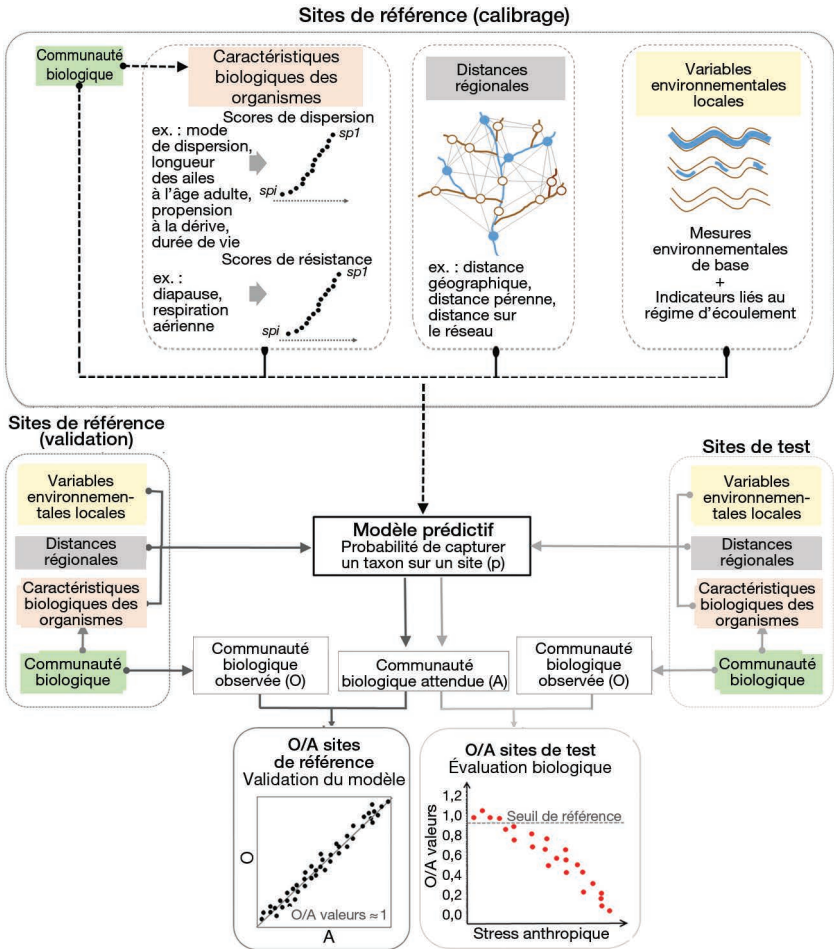 Sites de référence (calibrage)
Communauté
biologique
Caractéristiques
biologiques des
organismes
Scores de dispersion
sp1
ex. : mode
de dispersion,
longueur
des ailes
à l'âge adulte,
propension
à la dérive,
durée de vie
spi
Scores de résistance
sp1
ex. :
diapause,
respiration
aérienne
spi
Distances
régionales
ex. : distance
géographique,
distance pérenne,
distance sur
le réseau
Variables
environnementales
locales
Mesures
environnementales
de base
+
Indicateurs liés au
régime d'écoulement
Sites de référence
(validation)
Variables
environnemen-
tales locales
Distances
régionales
Caractéristiques
biologiques des
organismes
Communauté
biologique
Modèle prédictif
Probabilité de capturer
un taxon sur un site (p)
Sites de test
Variables
environnemen-
tales locales
Distances
régionales
Caractéristiques
biologiques des
organismes
Communauté
biologique
Communauté
biologique
observée (O)
Communauté
biologique attendue (A)
Communauté
biologique
observée (O)
O/A sites
de référence
Validation du modèle
O
O/A valeurs ≈ 1
A
O/A sites de test
Évaluation biologique
O/A valeurs
1,2
1,0
0,8
0,6
0,4
0,2
0,0
Seuil de référence
Stress anthropique